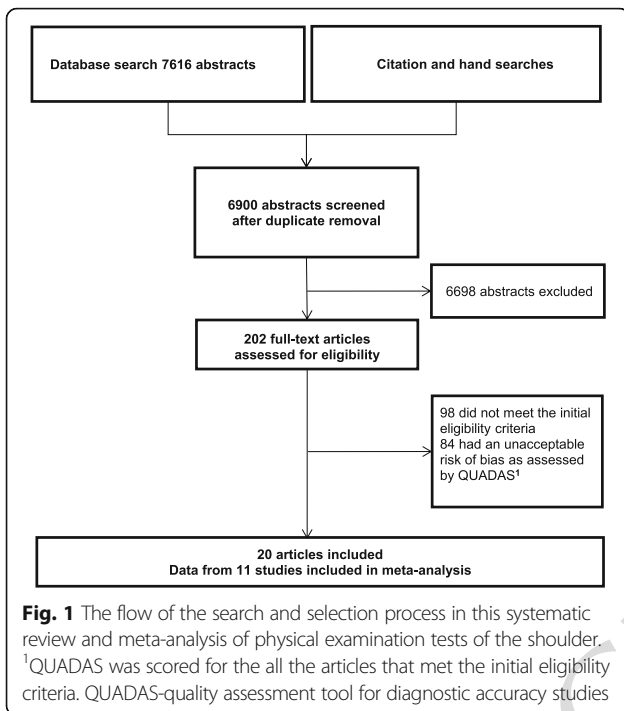 Database search 7616 abstracts
Citation and hand searches
6900 abstracts screened
after duplicate removal
6698 abstracts excluded
202 full-text articles
assessed for eligibility
98 did not meet the initial
eligibility criteria
84 had an unacceptable
risk of bias as assessed
by QUADAS¹
20 articles included
Data from 11 studies included in meta-analysis
Fig. 1 The flow of the search and selection process in this systematic
review and meta-analysis of physical examination tests of the shoulder.
¹QUADAS was scored for the all the articles that met the initial eligibility
criteria. QUADAS-quality assessment tool for diagnostic accuracy studies